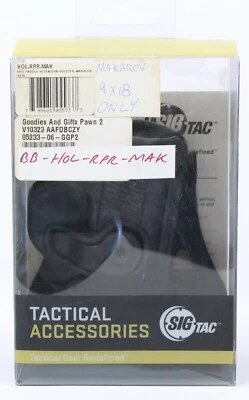 HOL-RPR-MAK
MAKAROV
9x18
ONLY
Goodies And Gifts Pawn 2
V10323 AAFDBCZY
05233-06-GGP2
BB-HOL-RPR-MAK
SIG TAC
TACTICAL
ACCESSORIES
SIG TAC
Tactical Gear Redefined